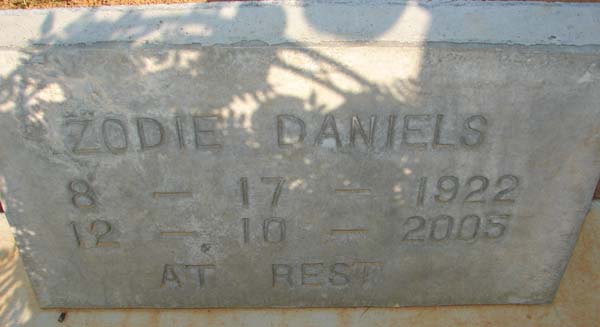 ZODIE DANIELS
8 — 17 — 1922
12 — 10 — 2005
AT REST